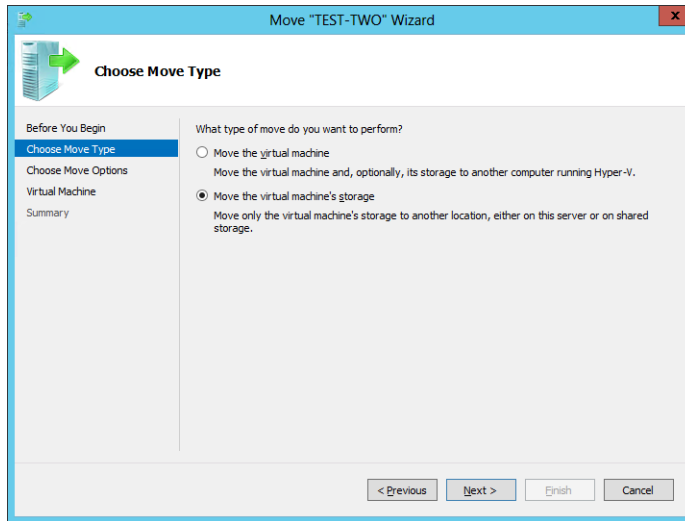 Move "TEST-TWO" Wizard
x
Choose Move Type
Before You Begin
Choose Move Type
Choose Move Options
Virtual Machine
Summary
What type of move do you want to perform?
Move the virtual machine
Move the virtual machine and, optionally, its storage to another computer running Hyper-V.
Move the virtual machine's storage
Move only the virtual machine's storage to another location, either on this server or on shared
storage.
< Previous
Next >
Finish
Cancel